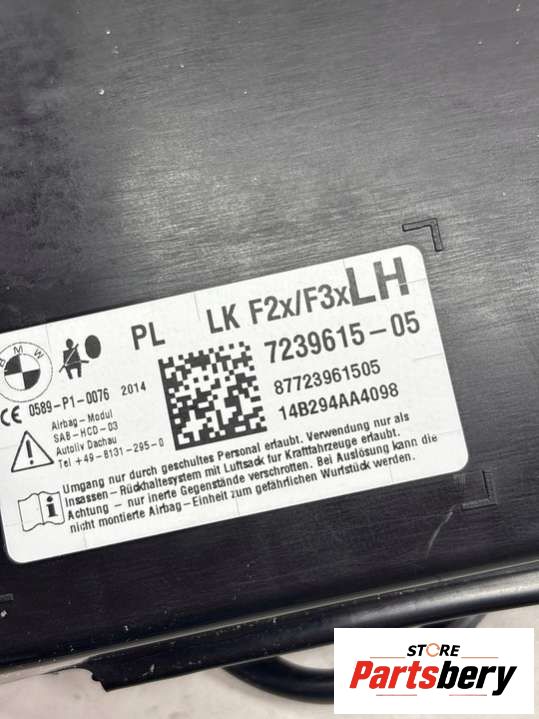 BMW
PL LK F2x/F3x LH
7239615-05
87723961505
14B294AA4098
CE 0589-P1-0076 2014
Airbag-Modul
SAB-HCD-03
Autoliv Dachau
Tel +49-8131-295-0
Umgang nur durch geschultes Personal erlaubt. Verwendung nur als
Insassen-Rückhaltesystem mit Luftsack für Kraftfahrzeuge erlaubt.
Achtung - nur inerte Gegenstände verschrotten. Bei Auslösung kann die
nicht montierte Airbag-Einheit zum gefährlichen Wurfstück werden.
STORE
Partsbery